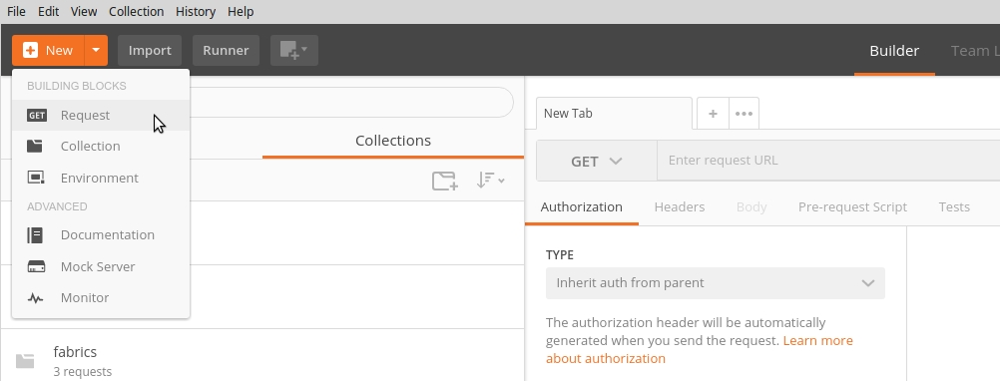 File Edit View Collection History Help
New Import Runner Builder Team
BUILDING BLOCKS
GET Request
Collection
Environment
ADVANCED
Documentation
Mock Server
Monitor
Collections
fabrics
3 requests
New Tab + •••
GET Enter request URL
Authorization Headers Body Pre-request Script Tests
TYPE
Inherit auth from parent
The authorization header will be automatically
generated when you send the request. Learn more
about authorization